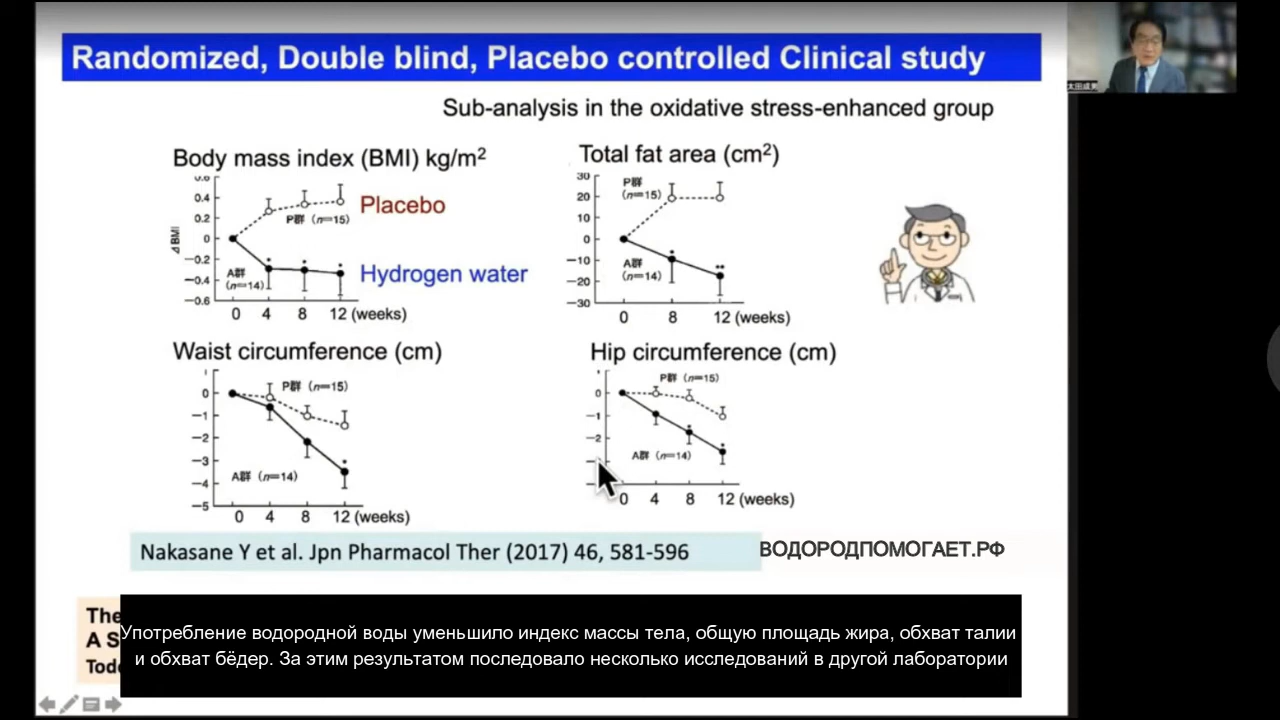 Randomized, Double blind, Placebo controlled Clinical study
太田成男
Sub-analysis in the oxidative stress-enhanced group
Body mass index (BMI) kg/m²
0.6
0.4
0.2
0
−0.2
−0.4
−0.6
⊿BMI
P群 (n=15)
Placebo
A群
(n=14)
Hydrogen water
0 4 8 12 (weeks)
Total fat area (cm²)
30
20
10
0
−10
−20
−30
P群
(n=15)
*
**
A群
(n=14)
0 8 12 (weeks)
Waist circumference (cm)
0
−1
−2
−3
−4
−5
P群 (n=15)
A群 (n=14)
0 4 8 12 (weeks)
Hip circumference (cm)
0
−1
−2
P群 (n=15)
A群 (n=14)
0 4 8 12 (weeks)
Nakasane Y et al. Jpn Pharmacol Ther (2017) 46, 581-596
ВОДОРОДПОМОГАЕТ.РФ
The
A S
Употребление водородной воды уменьшило индекс массы тела, общую площадь жира, обхват талии
и обхват бёдер. За этим результатом последовало несколько исследований в другой лаборатории